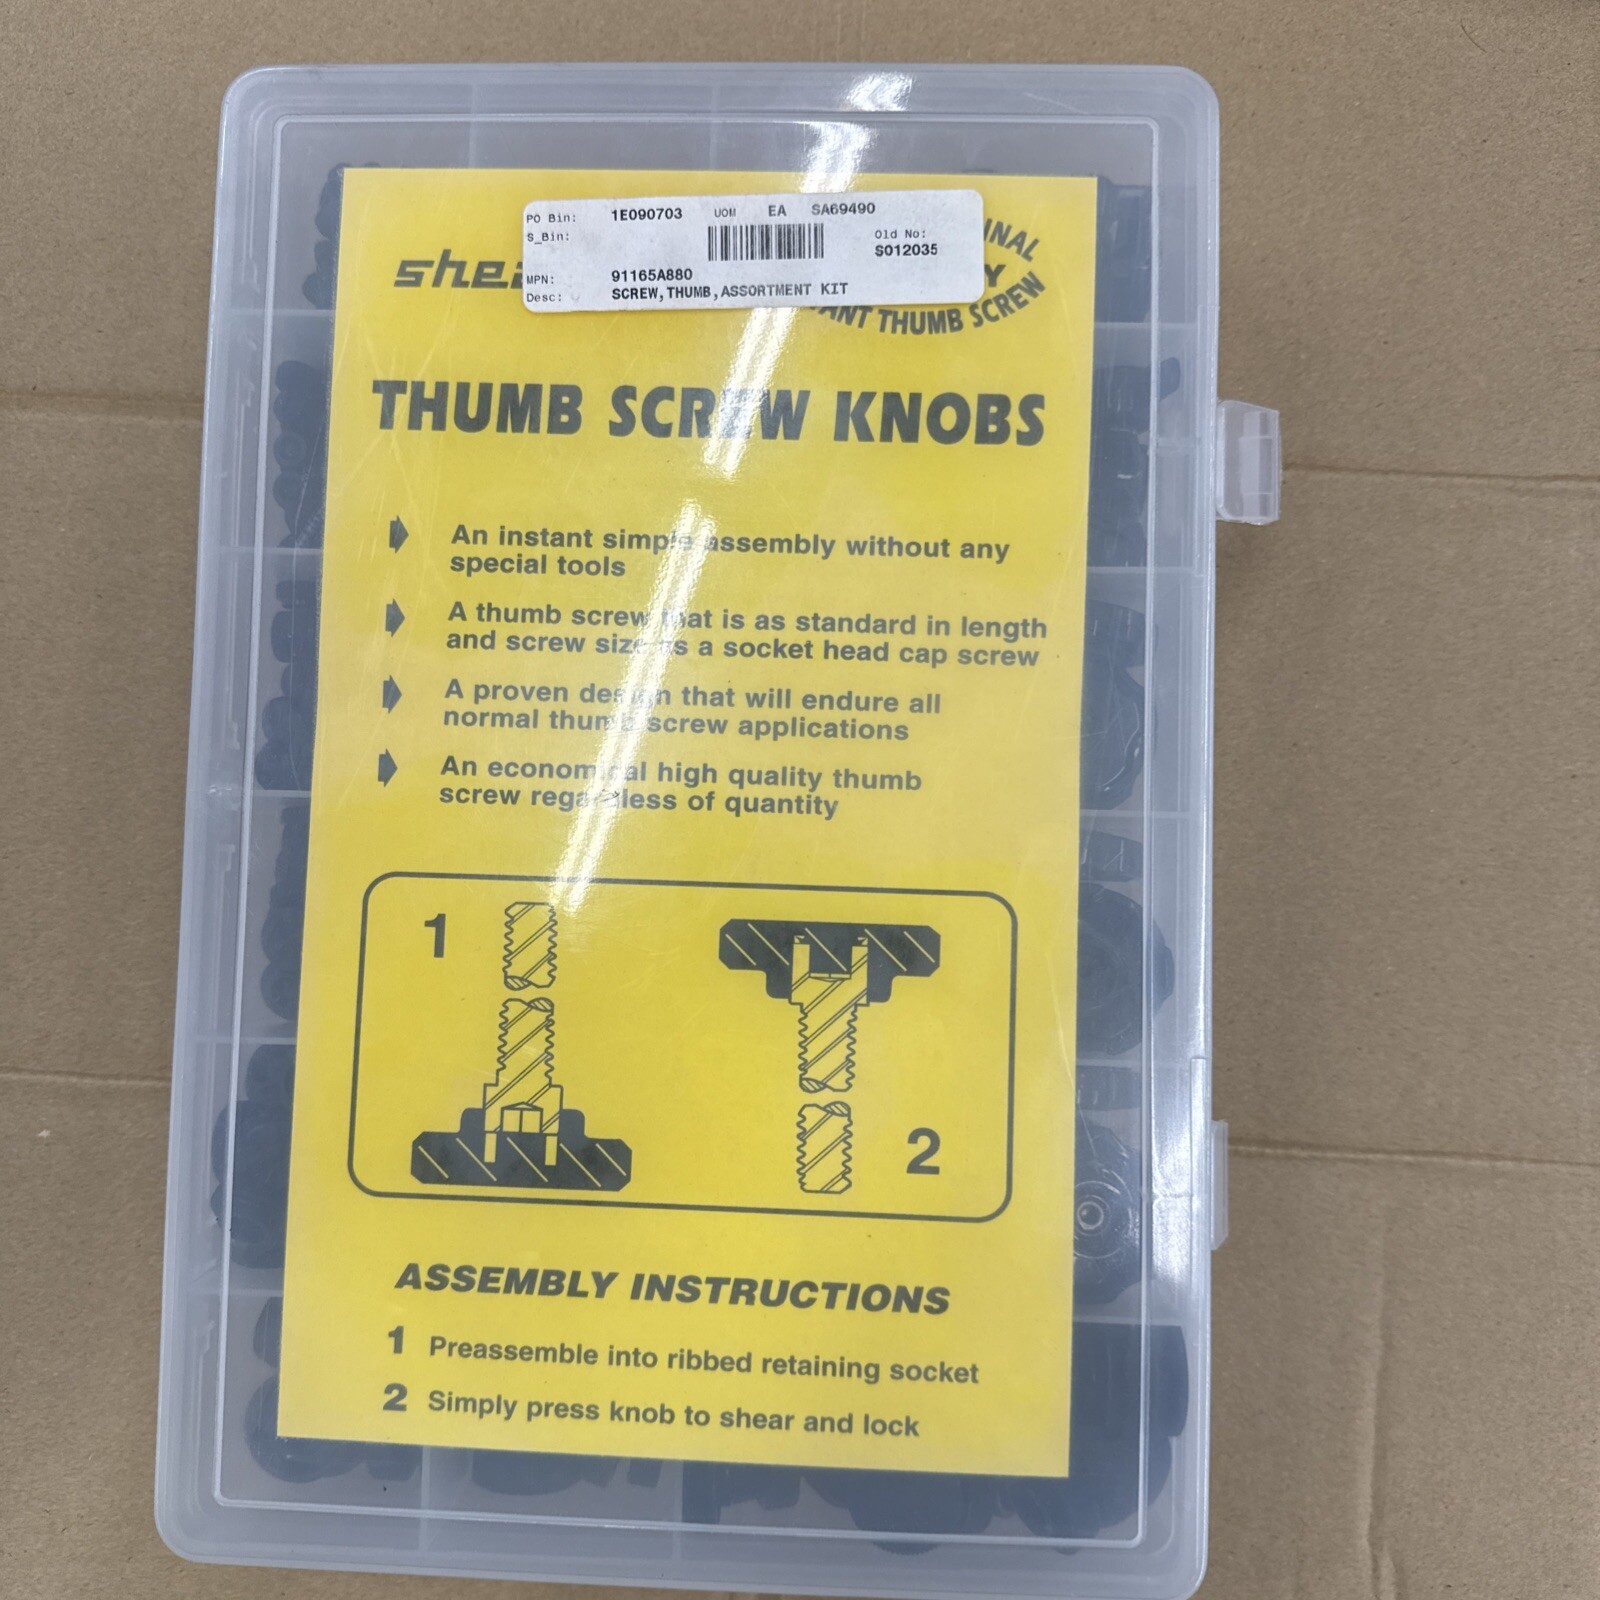 PO Bin: 1E090703 UOM EA SA69490
S_Bin: Old No:
S012035
MPN: 91165A880
Desc: SCREW,THUMB,ASSORTMENT KIT
THUMB SCREW
THUMB SCREW KNOBS
An instant simple assembly without any
special tools
A thumb screw that is as standard in length
and screw size as a socket head cap screw
A proven design that will endure all
normal thumb screw applications
An economical high quality thumb
screw regardless of quantity
1
2
ASSEMBLY INSTRUCTIONS
1 Preassemble into ribbed retaining socket
2 Simply press knob to shear and lock